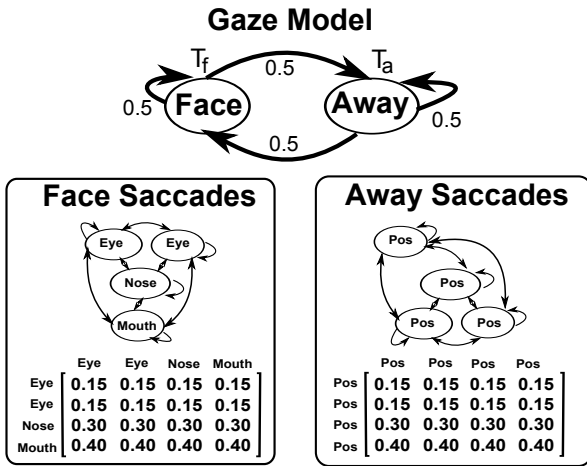 Gaze Model
T_f 0.5 T_a
0.5 Face Away 0.5
0.5
Face Saccades
Eye Eye
Nose
Mouth
Eye Eye Nose Mouth
Eye 0.15 0.15 0.15 0.15
Eye 0.15 0.15 0.15 0.15
Nose 0.30 0.30 0.30 0.30
Mouth 0.40 0.40 0.40 0.40
Away Saccades
Pos
Pos
Pos Pos
Pos Pos Pos Pos
Pos 0.15 0.15 0.15 0.15
Pos 0.15 0.15 0.15 0.15
Pos 0.30 0.30 0.30 0.30
Pos 0.40 0.40 0.40 0.40